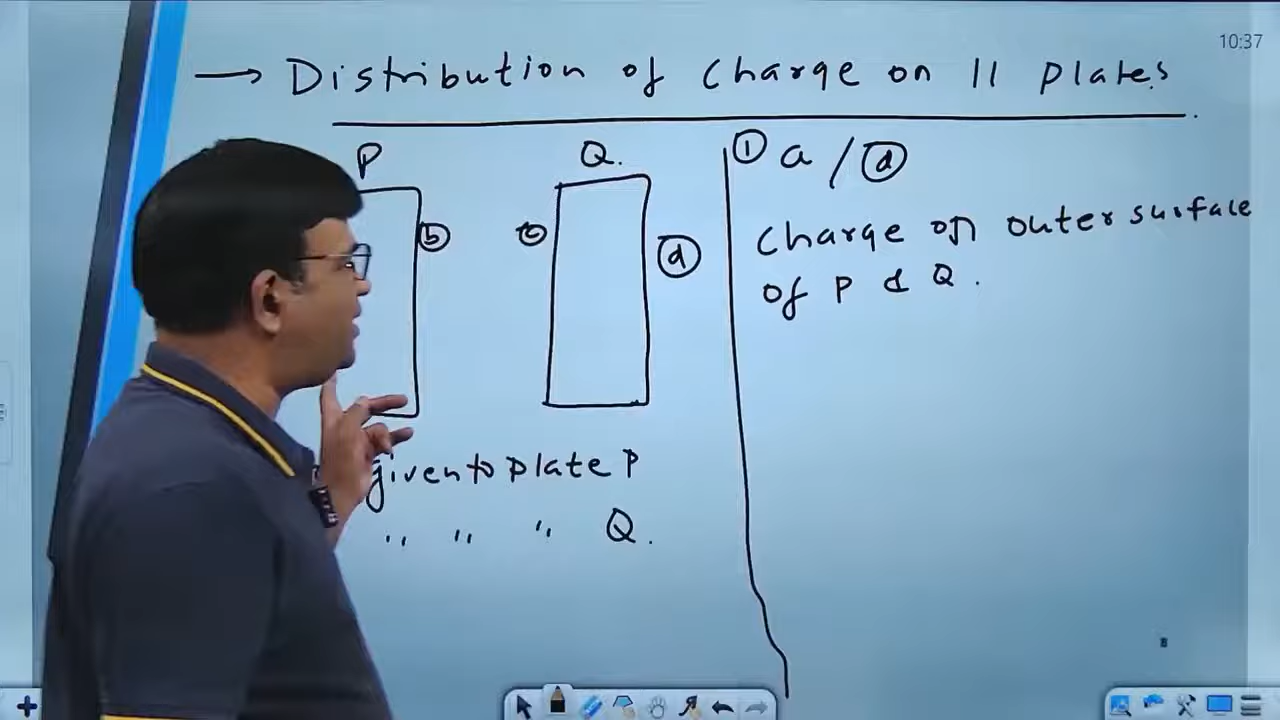 10:37
→ Distribution of charge on 11 plates
P
Q.
① a / ⓓ
ⓑ
ⓒ
ⓓ
charge on outer surface
of P & Q.
given to plate P
,, ,, ,, Q.